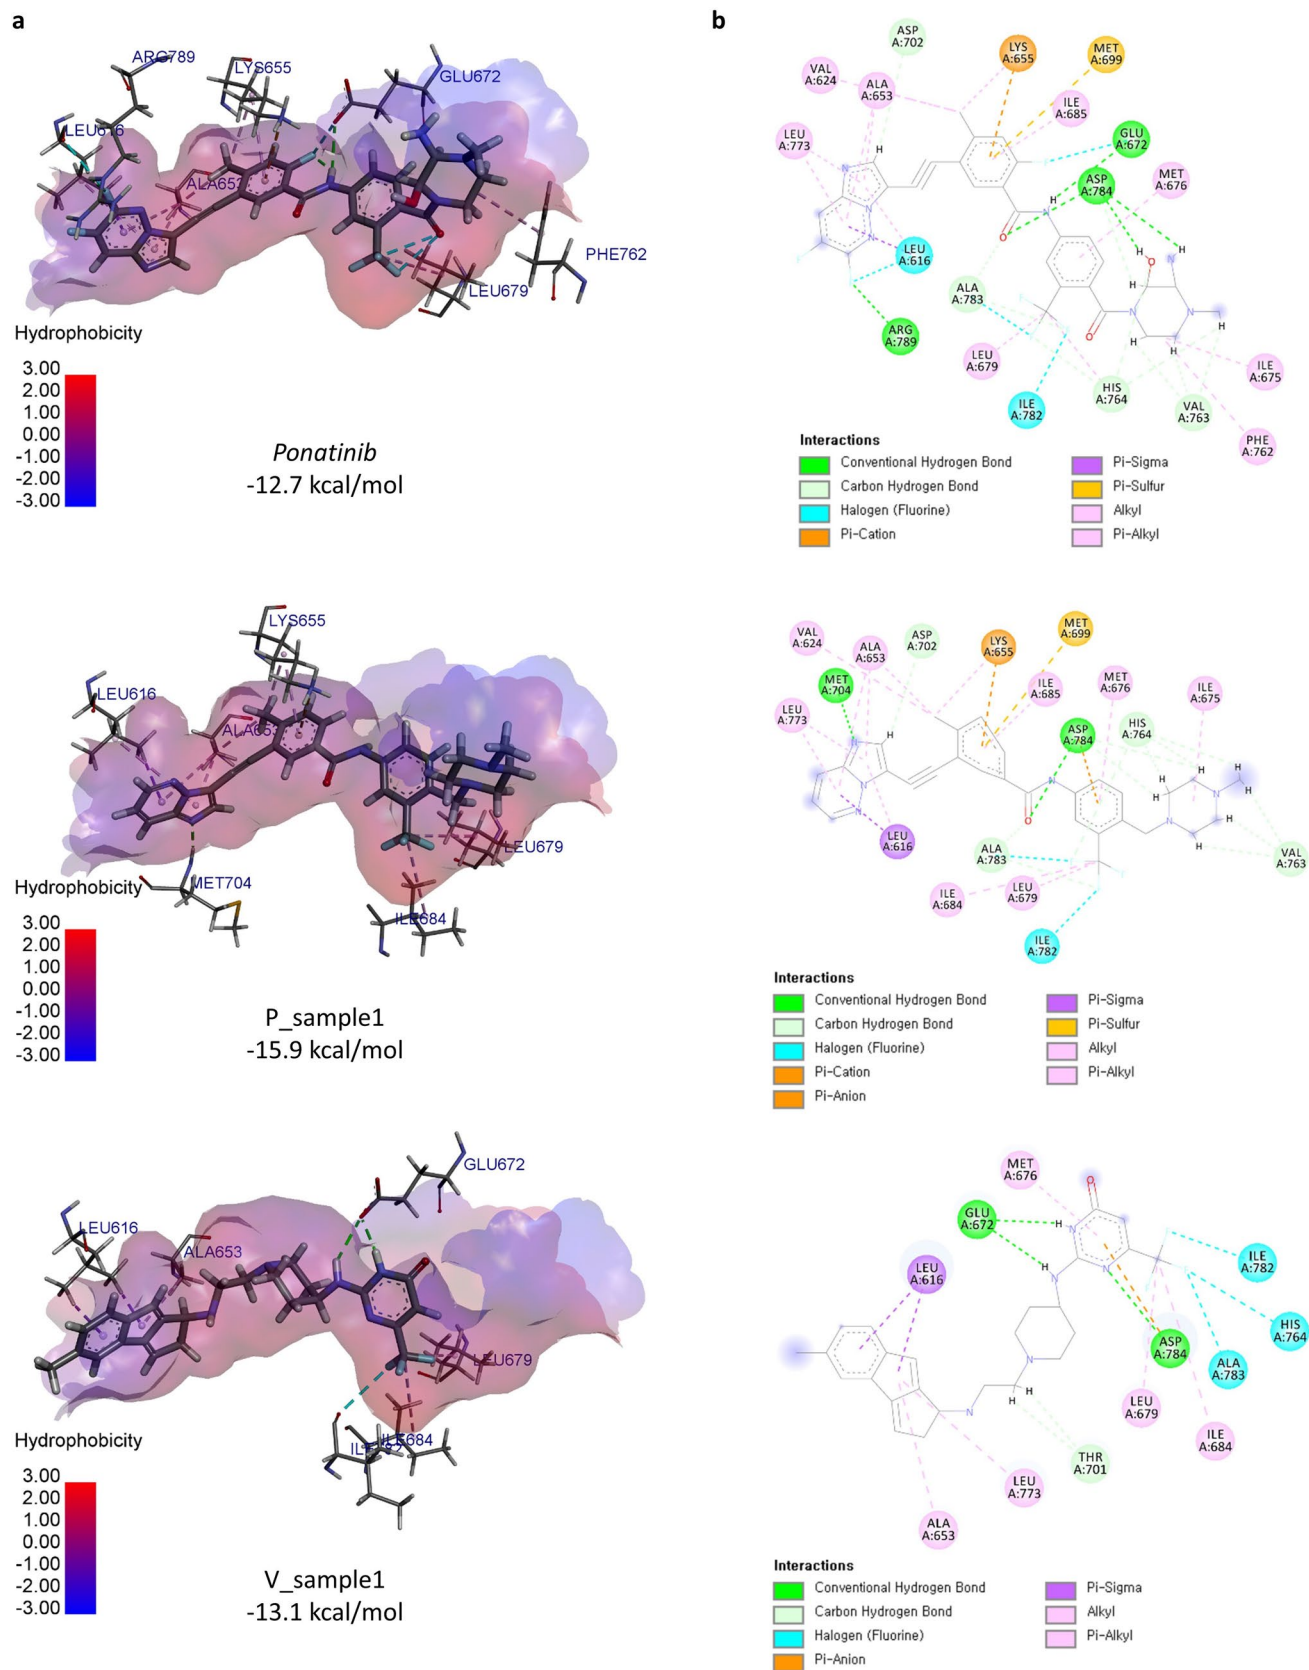 a
ARG789
LYS655
GLU672
LEU616
ALA653
PHE762
LEU679
Hydrophobicity
3.00
2.00
1.00
0.00
-1.00
-2.00
-3.00
Ponatinib
-12.7 kcal/mol
LYS655
LEU616
ALA653
LEU679
MET704
ILE684
Hydrophobicity
3.00
2.00
1.00
0.00
-1.00
-2.00
-3.00
P_sample1
-15.9 kcal/mol
GLU672
LEU616
ALA653
LEU679
ILE684
Hydrophobicity
3.00
2.00
1.00
0.00
-1.00
-2.00
-3.00
V_sample1
-13.1 kcal/mol
b
ASP
A:702
LYS
A:655
MET
A:699
VAL
A:624
ALA
A:653
ILE
A:685
LEU
A:773
GLU
A:672
H
MET
A:676
ASP
A:784
N
H
N
O
H
H
N
LEU
A:616
O
N
ALA
A:783
H
N
N
ARG
A:789
O
H
H
H
LEU
A:679
ILE
A:675
HIS
A:764
ILE
A:782
VAL
A:763
PHE
A:762
Interactions
Conventional Hydrogen Bond
Carbon Hydrogen Bond
Halogen (Fluorine)
Pi-Cation
Pi-Sigma
Pi-Sulfur
Alkyl
Pi-Alkyl
VAL
A:624
ALA
A:653
ASP
A:702
LYS
A:655
MET
A:699
MET
A:704
ILE
A:685
MET
A:676
ILE
A:675
LEU
A:773
HIS
A:764
ASP
A:784
H
N
H
H
H
N
N
O
N
H
H
LEU
A:616
ALA
A:783
VAL
A:763
ILE
A:684
LEU
A:679
ILE
A:782
Interactions
Conventional Hydrogen Bond
Carbon Hydrogen Bond
Halogen (Fluorine)
Pi-Cation
Pi-Anion
Pi-Sigma
Pi-Sulfur
Alkyl
Pi-Alkyl
MET
A:676
O
GLU
A:672
H
N
LEU
A:616
H
N
N
ILE
A:782
HIS
A:764
ASP
A:784
ALA
A:783
N
H
H
N
LEU
A:679
ILE
A:684
THR
A:701
LEU
A:773
ALA
A:653
Interactions
Conventional Hydrogen Bond
Carbon Hydrogen Bond
Halogen (Fluorine)
Pi-Anion
Pi-Sigma
Alkyl
Pi-Alkyl